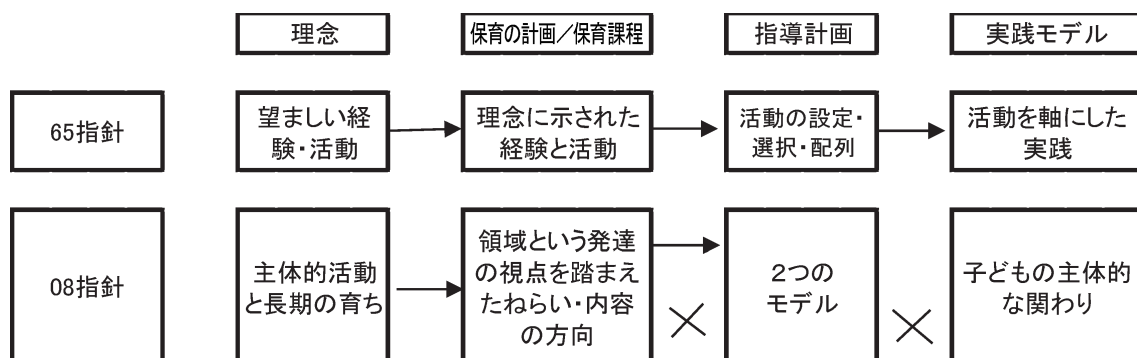 理念
保育の計画／保育課程
指導計画
実践モデル
65指針
望ましい経
験・活動
理念に示された
経験と活動
活動の設定・
選択・配列
活動を軸にした
実践
08指針
主体的活動
と長期の育ち
領域という発達
の視点を踏まえ
たねらい・内容
の方向
2つの
モデル
子どもの主体的
な関わり